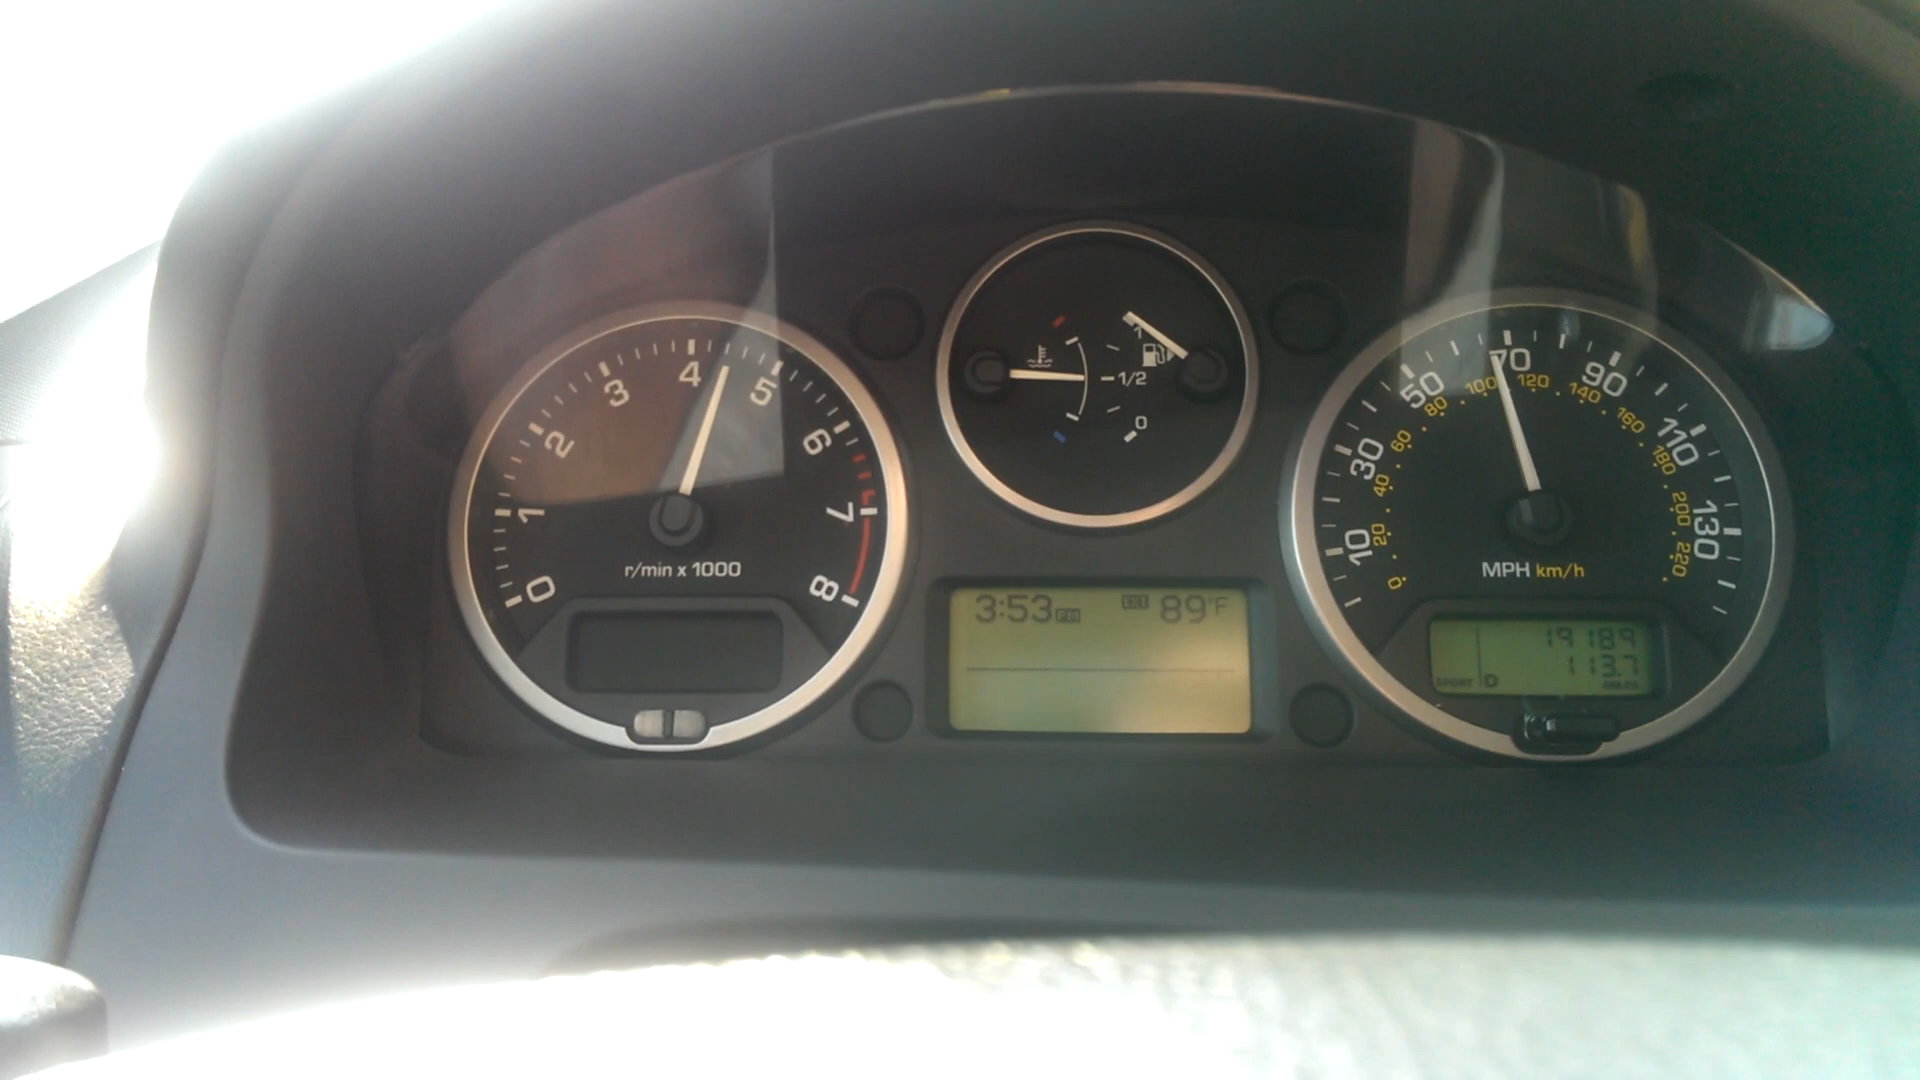 0 1 2 3 4 5 6 7 8
r/min x 1000
1
1/2
0
3:53 89°F
10 30 50 70 90 110 130
0 20 40 60 80 100 120 140 160 180 200 220
MPH km/h
19189
113.7
SPORT D MILES